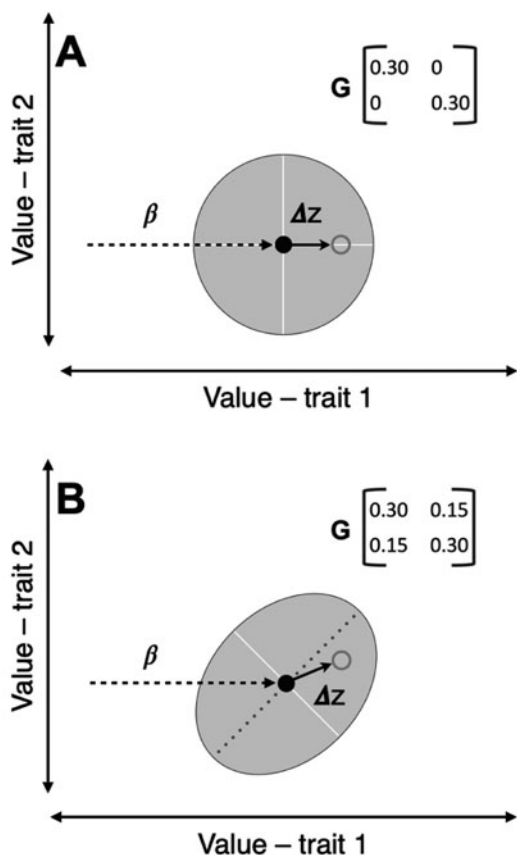 A
G
0.30 0
0 0.30
Value – trait 2
β
Δz
Value – trait 1
B
G
0.30 0.15
0.15 0.30
Value – trait 2
β
Δz
Value – trait 1